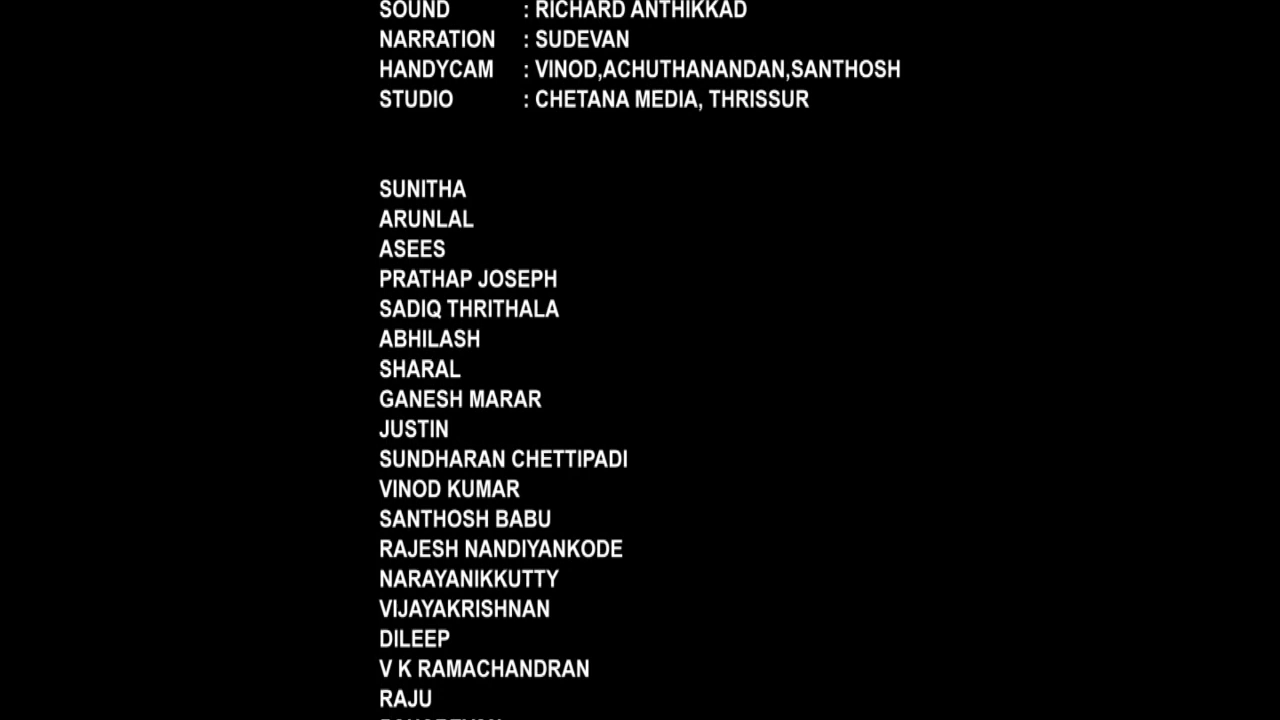 SOUND : RICHARD ANTHIKKAD
NARRATION : SUDEVAN
HANDYCAM : VINOD,ACHUTHANANDAN,SANTHOSH
STUDIO : CHETANA MEDIA, THRISSUR
SUNITHA
ARUNLAL
ASEES
PRATHAP JOSEPH
SADIQ THRITHALA
ABHILASH
SHARAL
GANESH MARAR
JUSTIN
SUNDHARAN CHETTIPADI
VINOD KUMAR
SANTHOSH BABU
RAJESH NANDIYANKODE
NARAYANIKKUTTY
VIJAYAKRISHNAN
DILEEP
V K RAMACHANDRAN
RAJU